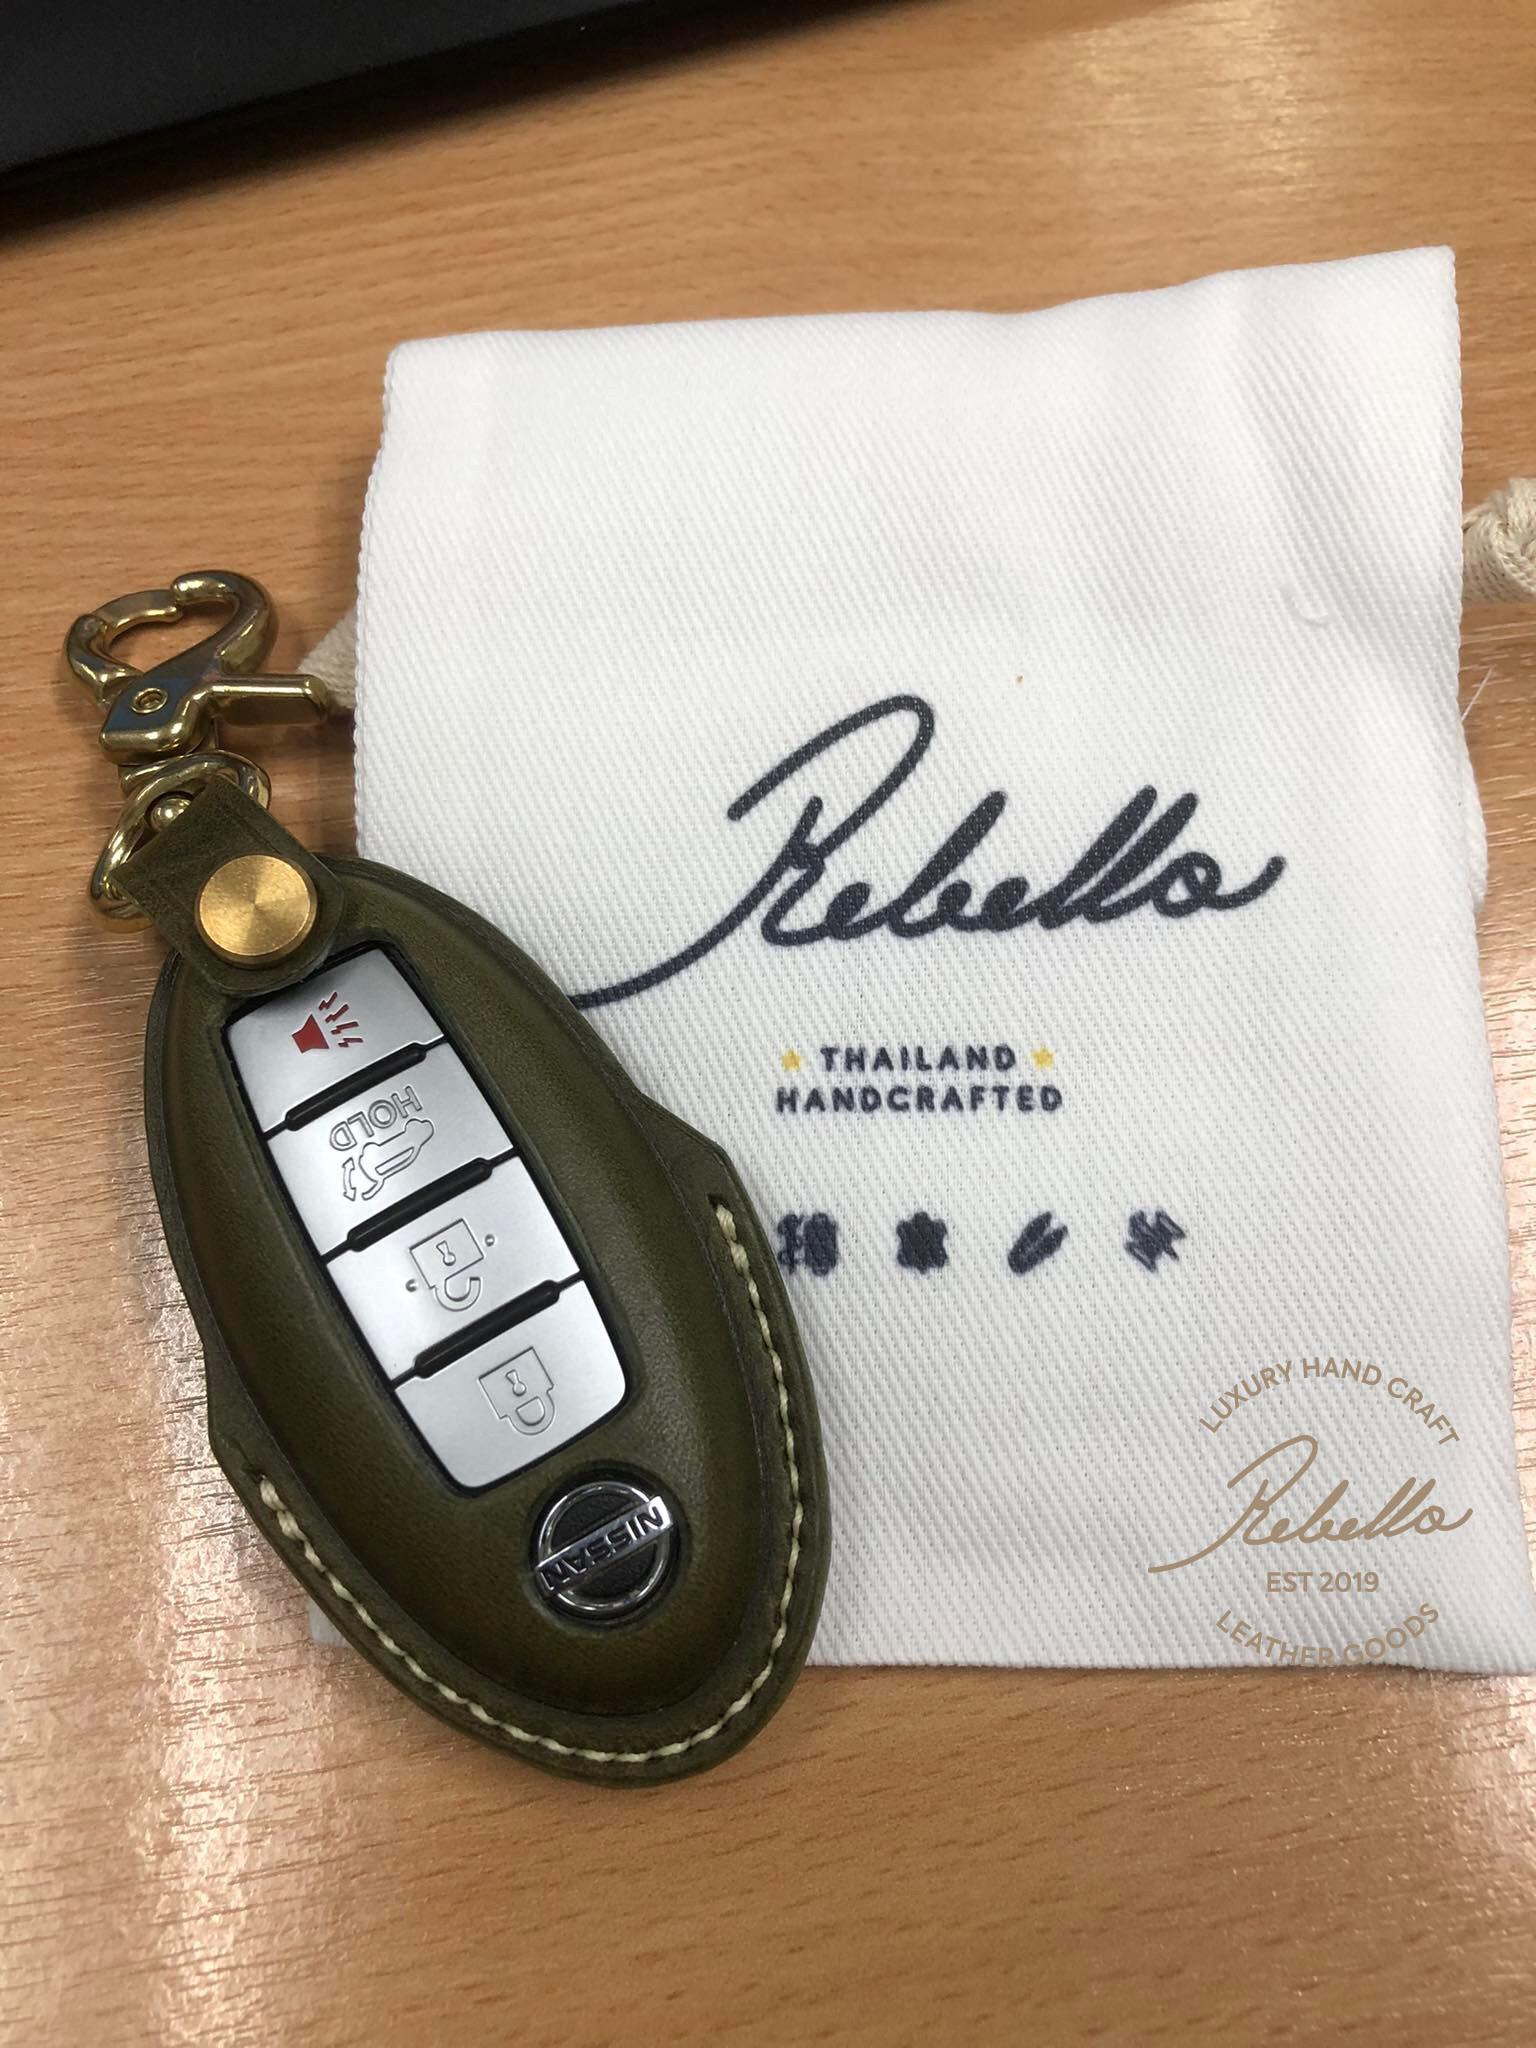 Rebello
THAILAND
HANDCRAFTED
HOLD
NISSAN
LUXURY HAND CRAFT
Rebello
EST 2019
LEATHER GOODS